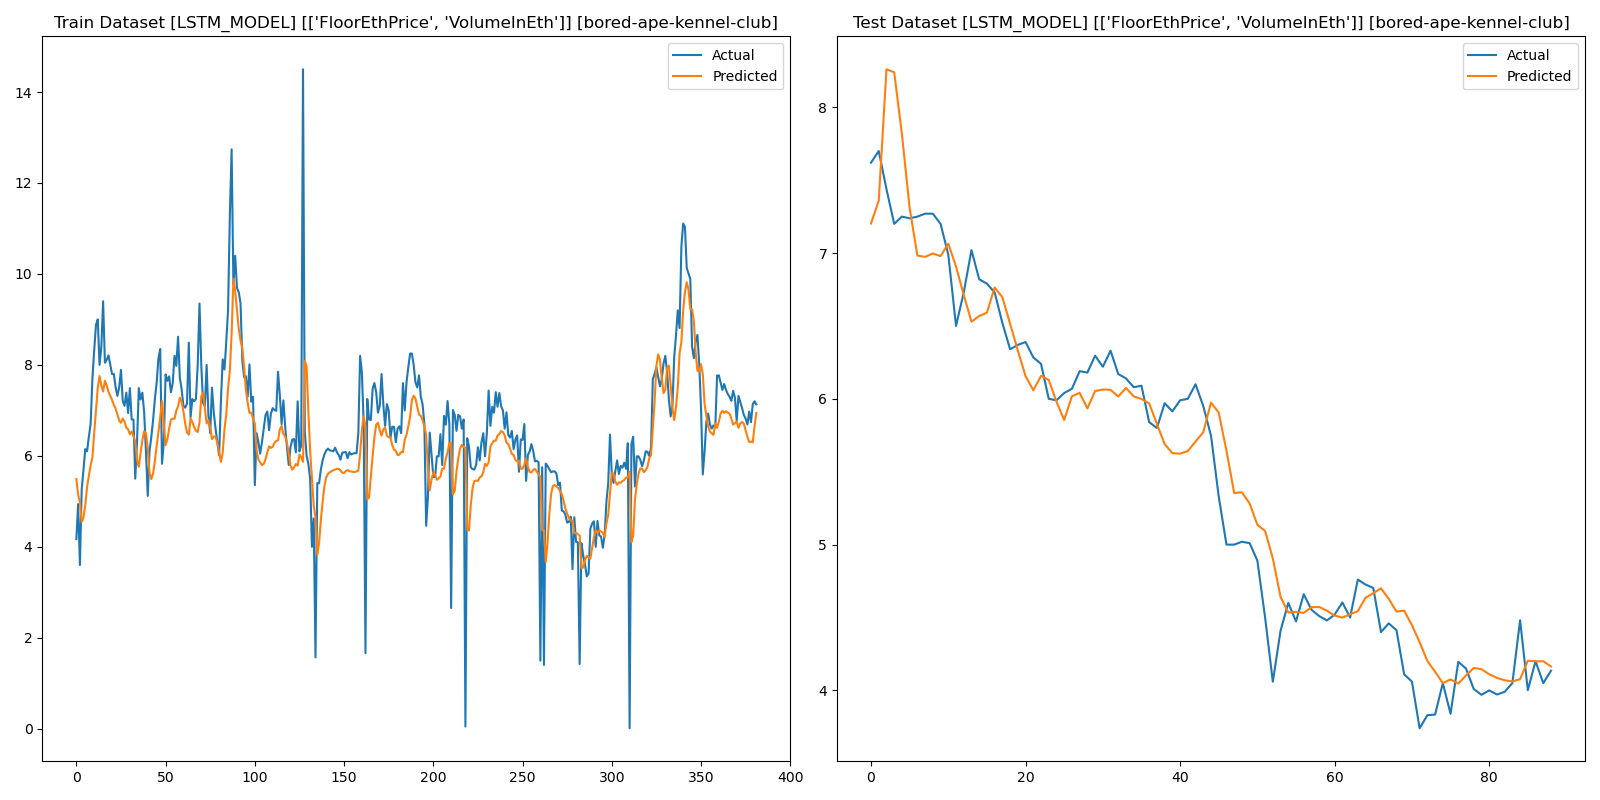 Train Dataset [LSTM_MODEL] [['FloorEthPrice', 'VolumeInEth']] [bored-ape-kennel-club]
Actual
Predicted
14
12
10
8
6
4
2
0
0 50 100 150 200 250 300 350 400
Test Dataset [LSTM_MODEL] [['FloorEthPrice', 'VolumeInEth']] [bored-ape-kennel-club]
Actual
Predicted
8
7
6
5
4
0 20 40 60 80